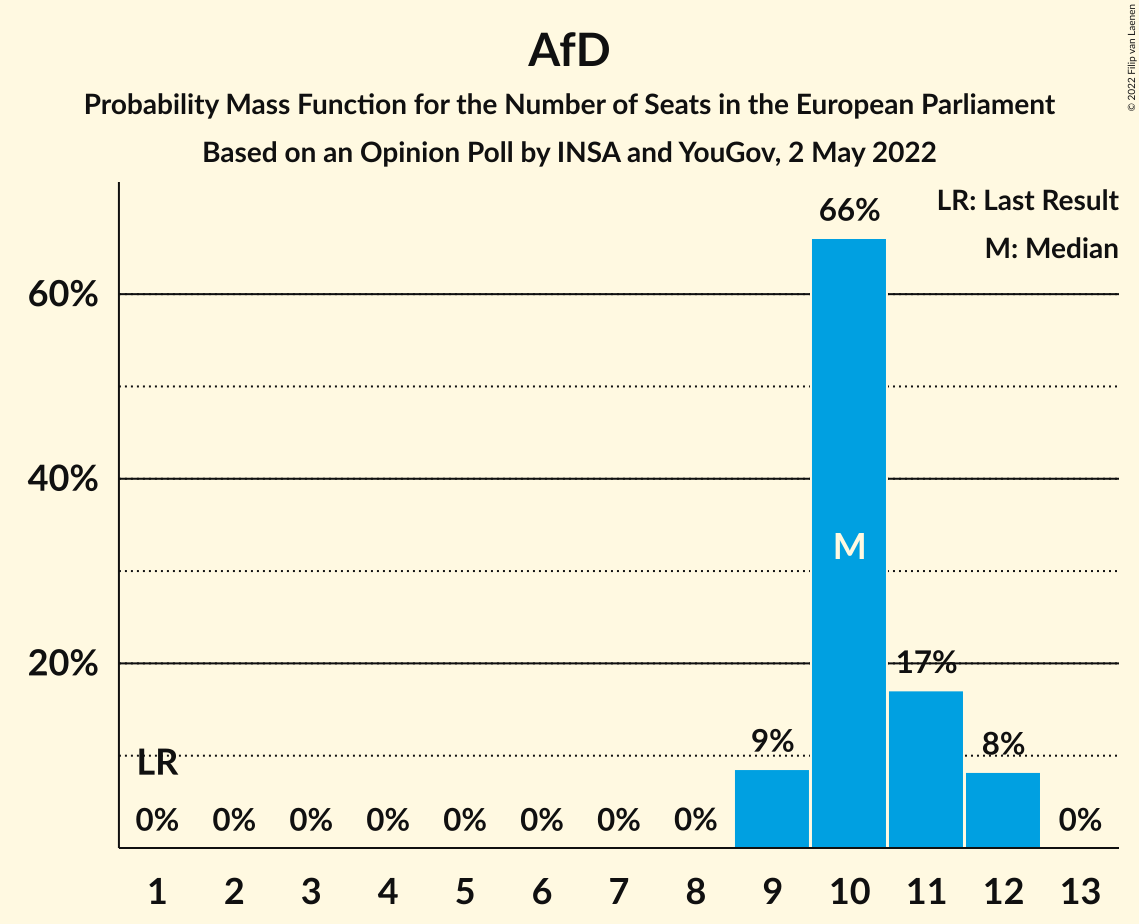 AfD
Probability Mass Function for the Number of Seats in the European Parliament
Based on an Opinion Poll by INSA and YouGov, 2 May 2022
© 2022 Filip van Laenen
LR: Last Result
M: Median
66%
60%
40%
M
20%
17%
9%
8%
LR
0% 0% 0% 0% 0% 0% 0% 0% 0%
1 2 3 4 5 6 7 8 9 10 11 12 13